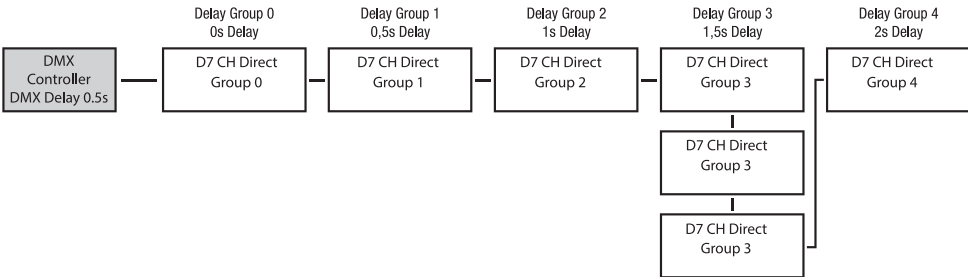 Delay Group 0
0s Delay
Delay Group 1
0,5s Delay
Delay Group 2
1s Delay
Delay Group 3
1,5s Delay
Delay Group 4
2s Delay
DMX
Controller
DMX Delay 0.5s
D7 CH Direct
Group 0
D7 CH Direct
Group 1
D7 CH Direct
Group 2
D7 CH Direct
Group 3
D7 CH Direct
Group 4
D7 CH Direct
Group 3
D7 CH Direct
Group 3